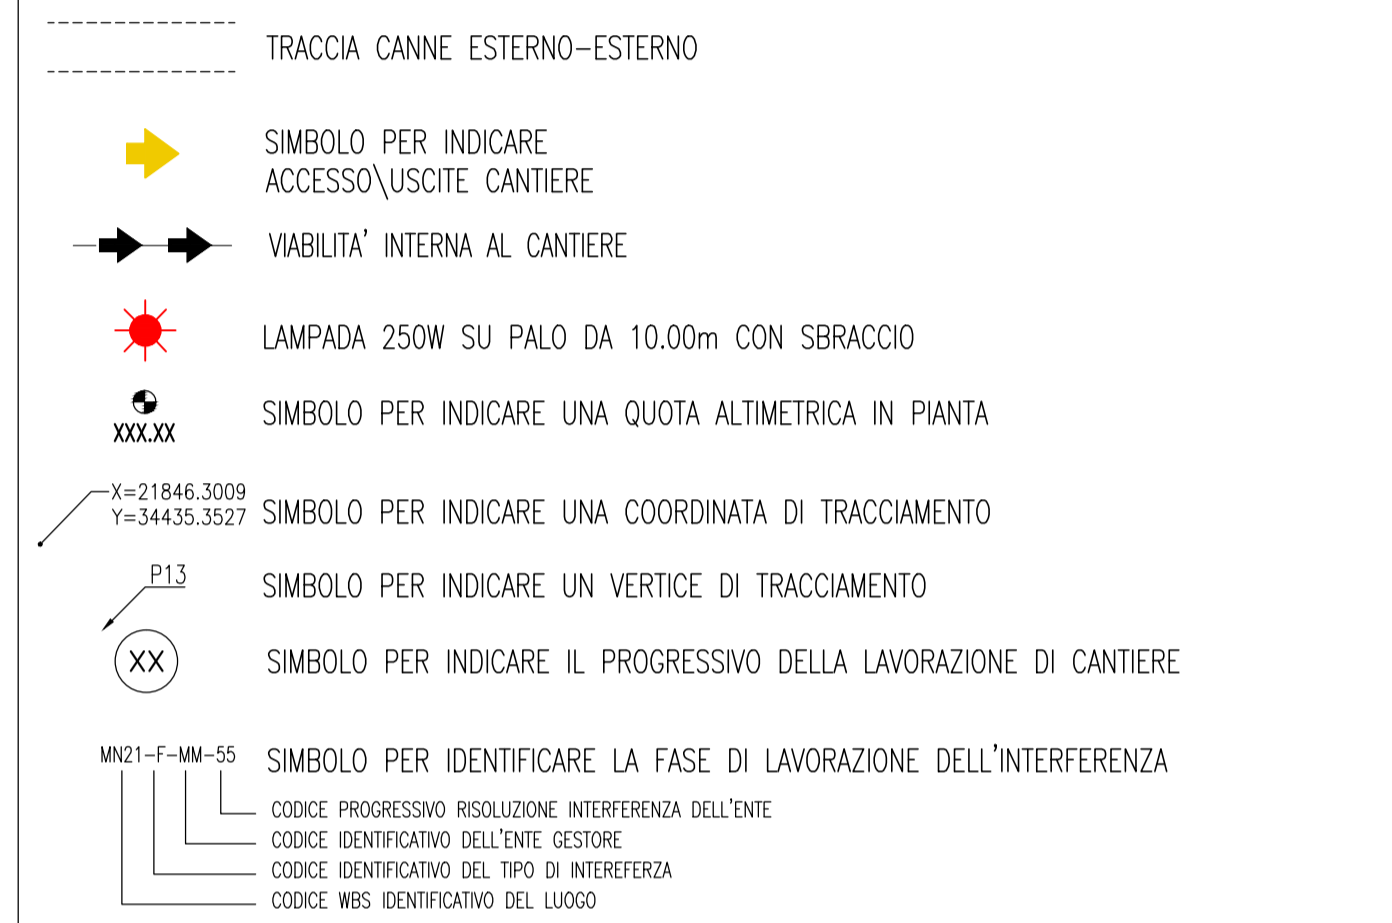 TRACCIA CANNE ESTERNO-ESTERNO
SIMBOLO PER INDICARE
ACCESSO\USCITE CANTIERE
VIABILITA' INTERNA AL CANTIERE
LAMPADA 250W SU PALO DA 10.00m CON SBRACCIO
XXX.XX
SIMBOLO PER INDICARE UNA QUOTA ALTIMETRICA IN PIANTA
X=21846.3009
Y=34435.3527
SIMBOLO PER INDICARE UNA COORDINATA DI TRACCIAMENTO
P13
SIMBOLO PER INDICARE UN VERTICE DI TRACCIAMENTO
XX
SIMBOLO PER INDICARE IL PROGRESSIVO DELLA LAVORAZIONE DI CANTIERE
MN21-F-MM-55
SIMBOLO PER IDENTIFICARE LA FASE DI LAVORAZIONE DELL'INTERFERENZA
CODICE PROGRESSIVO RISOLUZIONE INTERFERENZA DELL'ENTE
CODICE IDENTIFICATIVO DELL'ENTE GESTORE
CODICE IDENTIFICATIVO DEL TIPO DI INTEREFERZA
CODICE WBS IDENTIFICATIVO DEL LUOGO